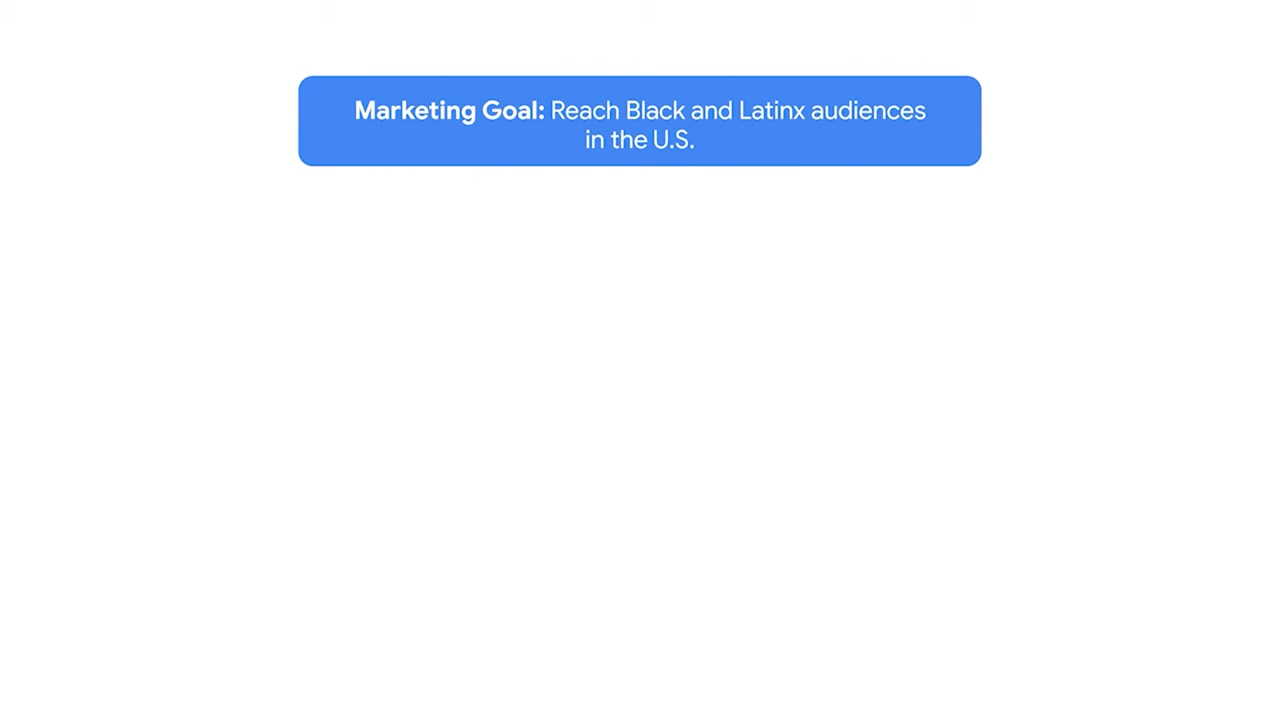 Marketing Goal: Reach Black and Latinx audiences
in the U.S.